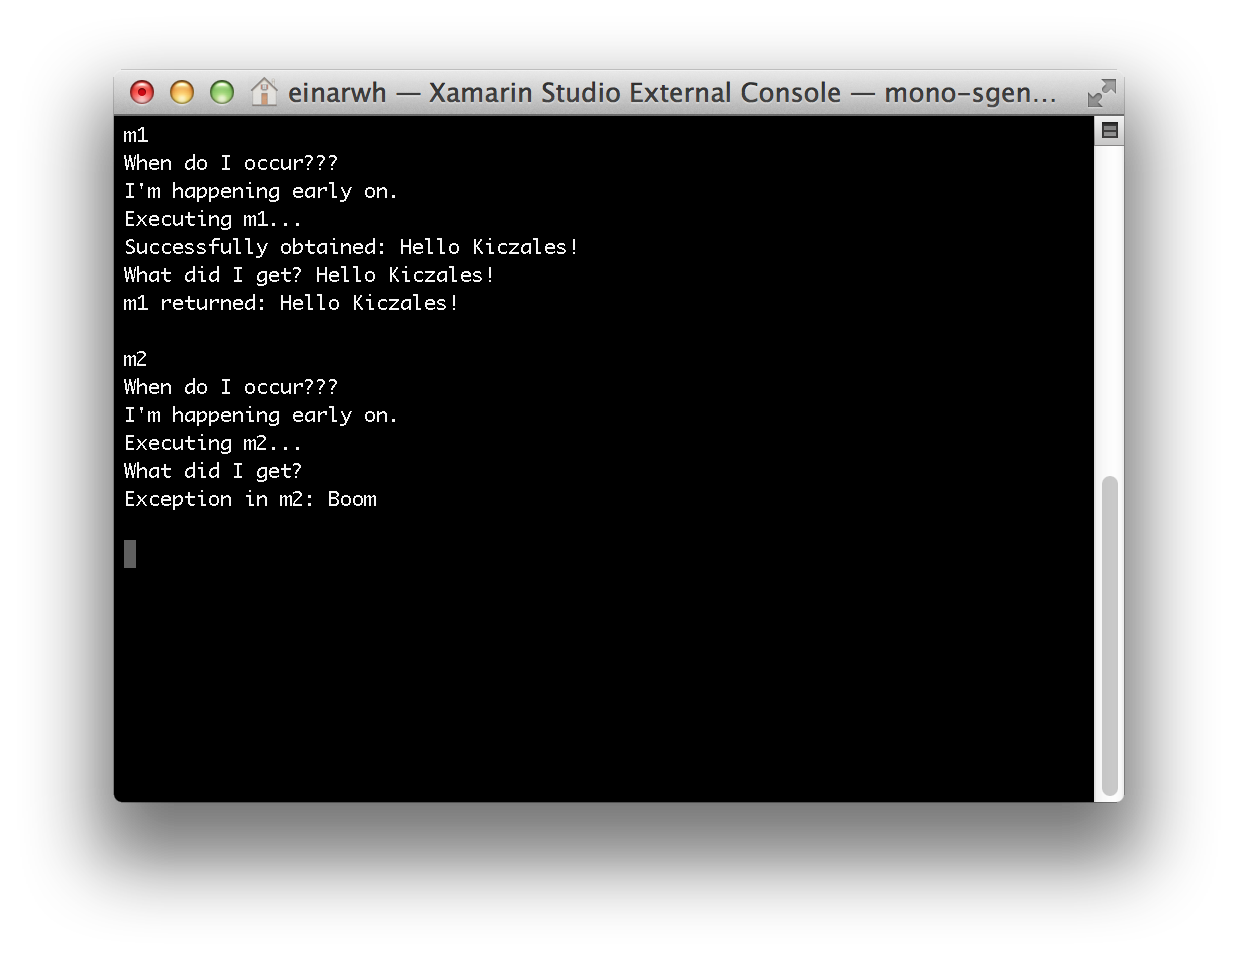 einarwh — Xamarin Studio External Console — mono-sgen...
m1
When do I occur???
I'm happening early on.
Executing m1...
Successfully obtained: Hello Kiczales!
What did I get? Hello Kiczales!
m1 returned: Hello Kiczales!
m2
When do I occur???
I'm happening early on.
Executing m2...
What did I get?
Exception in m2: Boom